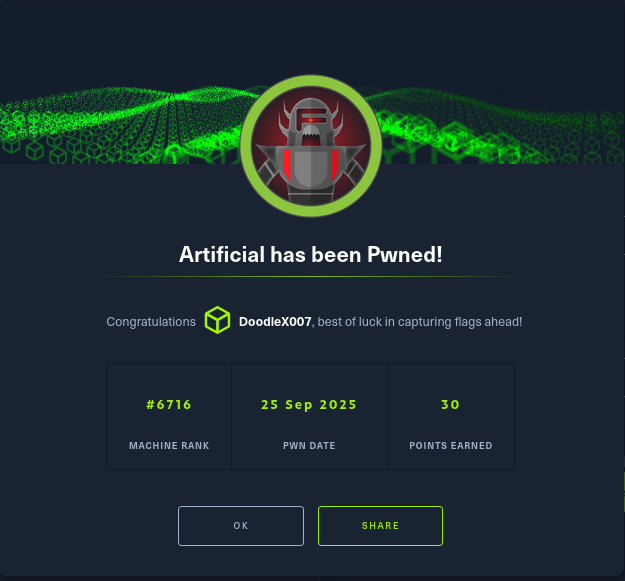 Artificial has been Pwned!
Congratulations DoodleX007, best of luck in capturing flags ahead!
#6716 25 Sep 2025 30
MACHINE RANK PWN DATE POINTS EARNED
OK SHARE